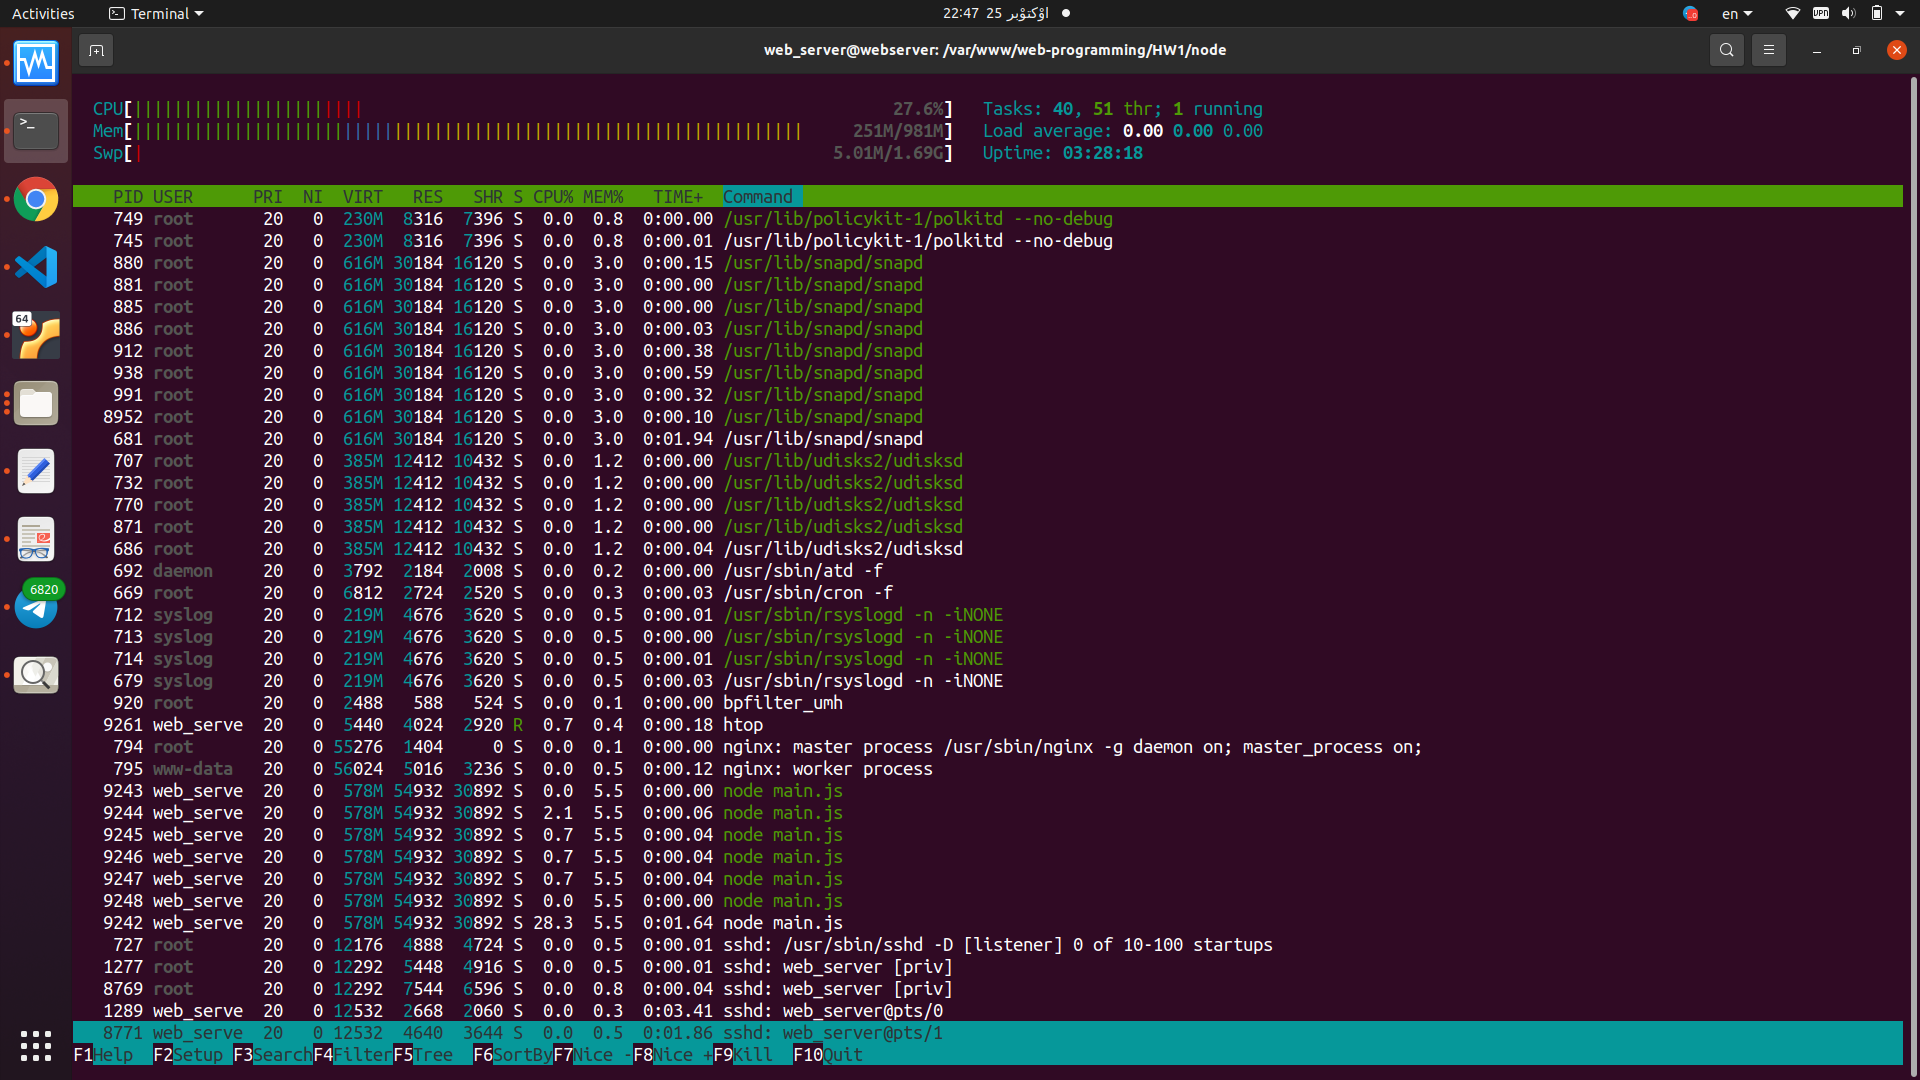 Activities Terminal 22:47 25 اؤکتوْبر en VPN
web_server@webserver: /var/www/web-programming/HW1/node
CPU[||||||||||||||||||||||| 27.6%] Tasks: 40, 51 thr; 1 running
Mem[||||||||||||||||||||||||||||||||||||||||||||||||||||||||||||||||||| 251M/981M] Load average: 0.00 0.00 0.00
Swp[| 5.01M/1.69G] Uptime: 03:28:18
PID USER PRI NI VIRT RES SHR S CPU% MEM% TIME+ Command
749 root 20 0 230M 8316 7396 S 0.0 0.8 0:00.00 /usr/lib/policykit-1/polkitd --no-debug
745 root 20 0 230M 8316 7396 S 0.0 0.8 0:00.01 /usr/lib/policykit-1/polkitd --no-debug
880 root 20 0 616M 30184 16120 S 0.0 3.0 0:00.15 /usr/lib/snapd/snapd
881 root 20 0 616M 30184 16120 S 0.0 3.0 0:00.00 /usr/lib/snapd/snapd
885 root 20 0 616M 30184 16120 S 0.0 3.0 0:00.00 /usr/lib/snapd/snapd
886 root 20 0 616M 30184 16120 S 0.0 3.0 0:00.03 /usr/lib/snapd/snapd
912 root 20 0 616M 30184 16120 S 0.0 3.0 0:00.38 /usr/lib/snapd/snapd
938 root 20 0 616M 30184 16120 S 0.0 3.0 0:00.59 /usr/lib/snapd/snapd
991 root 20 0 616M 30184 16120 S 0.0 3.0 0:00.32 /usr/lib/snapd/snapd
8952 root 20 0 616M 30184 16120 S 0.0 3.0 0:00.10 /usr/lib/snapd/snapd
681 root 20 0 616M 30184 16120 S 0.0 3.0 0:01.94 /usr/lib/snapd/snapd
707 root 20 0 385M 12412 10432 S 0.0 1.2 0:00.00 /usr/lib/udisks2/udisksd
732 root 20 0 385M 12412 10432 S 0.0 1.2 0:00.00 /usr/lib/udisks2/udisksd
770 root 20 0 385M 12412 10432 S 0.0 1.2 0:00.00 /usr/lib/udisks2/udisksd
871 root 20 0 385M 12412 10432 S 0.0 1.2 0:00.00 /usr/lib/udisks2/udisksd
686 root 20 0 385M 12412 10432 S 0.0 1.2 0:00.04 /usr/lib/udisks2/udisksd
692 daemon 20 0 3792 2184 2008 S 0.0 0.2 0:00.00 /usr/sbin/atd -f
669 root 20 0 6812 2724 2520 S 0.0 0.3 0:00.03 /usr/sbin/cron -f
712 syslog 20 0 219M 4676 3620 S 0.0 0.5 0:00.01 /usr/sbin/rsyslogd -n -iNONE
713 syslog 20 0 219M 4676 3620 S 0.0 0.5 0:00.00 /usr/sbin/rsyslogd -n -iNONE
714 syslog 20 0 219M 4676 3620 S 0.0 0.5 0:00.01 /usr/sbin/rsyslogd -n -iNONE
679 syslog 20 0 219M 4676 3620 S 0.0 0.5 0:00.03 /usr/sbin/rsyslogd -n -iNONE
920 root 20 0 2488 588 524 S 0.0 0.1 0:00.00 bpfilter_umh
9261 web_serve 20 0 5440 4024 2920 R 0.7 0.4 0:00.18 htop
794 root 20 0 55276 1404 0 S 0.0 0.1 0:00.00 nginx: master process /usr/sbin/nginx -g daemon on; master_process on;
795 www-data 20 0 56024 5016 3236 S 0.0 0.5 0:00.12 nginx: worker process
9243 web_serve 20 0 578M 54932 30892 S 0.0 5.5 0:00.00 node main.js
9244 web_serve 20 0 578M 54932 30892 S 2.1 5.5 0:00.06 node main.js
9245 web_serve 20 0 578M 54932 30892 S 0.7 5.5 0:00.04 node main.js
9246 web_serve 20 0 578M 54932 30892 S 0.7 5.5 0:00.04 node main.js
9247 web_serve 20 0 578M 54932 30892 S 0.7 5.5 0:00.04 node main.js
9248 web_serve 20 0 578M 54932 30892 S 0.0 5.5 0:00.00 node main.js
9242 web_serve 20 0 578M 54932 30892 S 28.3 5.5 0:01.64 node main.js
727 root 20 0 12176 4888 4724 S 0.0 0.5 0:00.01 sshd: /usr/sbin/sshd -D [listener] 0 of 10-100 startups
1277 root 20 0 12292 5448 4916 S 0.0 0.5 0:00.01 sshd: web_server [priv]
8769 root 20 0 12292 7544 6596 S 0.0 0.8 0:00.04 sshd: web_server [priv]
1289 web_serve 20 0 12532 2668 2060 S 0.0 0.3 0:03.41 sshd: web_server@pts/0
8771 web_serve 20 0 12532 4640 3644 S 0.0 0.5 0:01.86 sshd: web_server@pts/1
F1Help F2Setup F3SearchF4FilterF5Tree F6SortByF7Nice -F8Nice +F9Kill F10Quit
64
6820